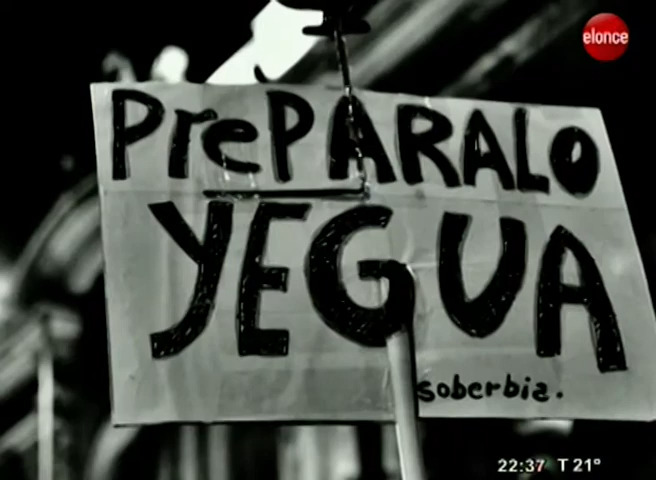 elonce
PrePARALO
YEGUA
soberbia.
22:37 T 21°